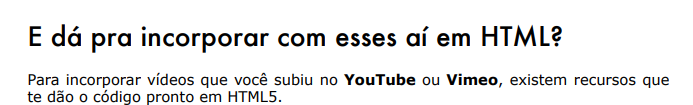 E dá pra incorporar com esses aí em HTML?
Para incorporar vídeos que você subiu no YouTube ou Vimeo, existem recursos que
te dão o código pronto em HTML5.